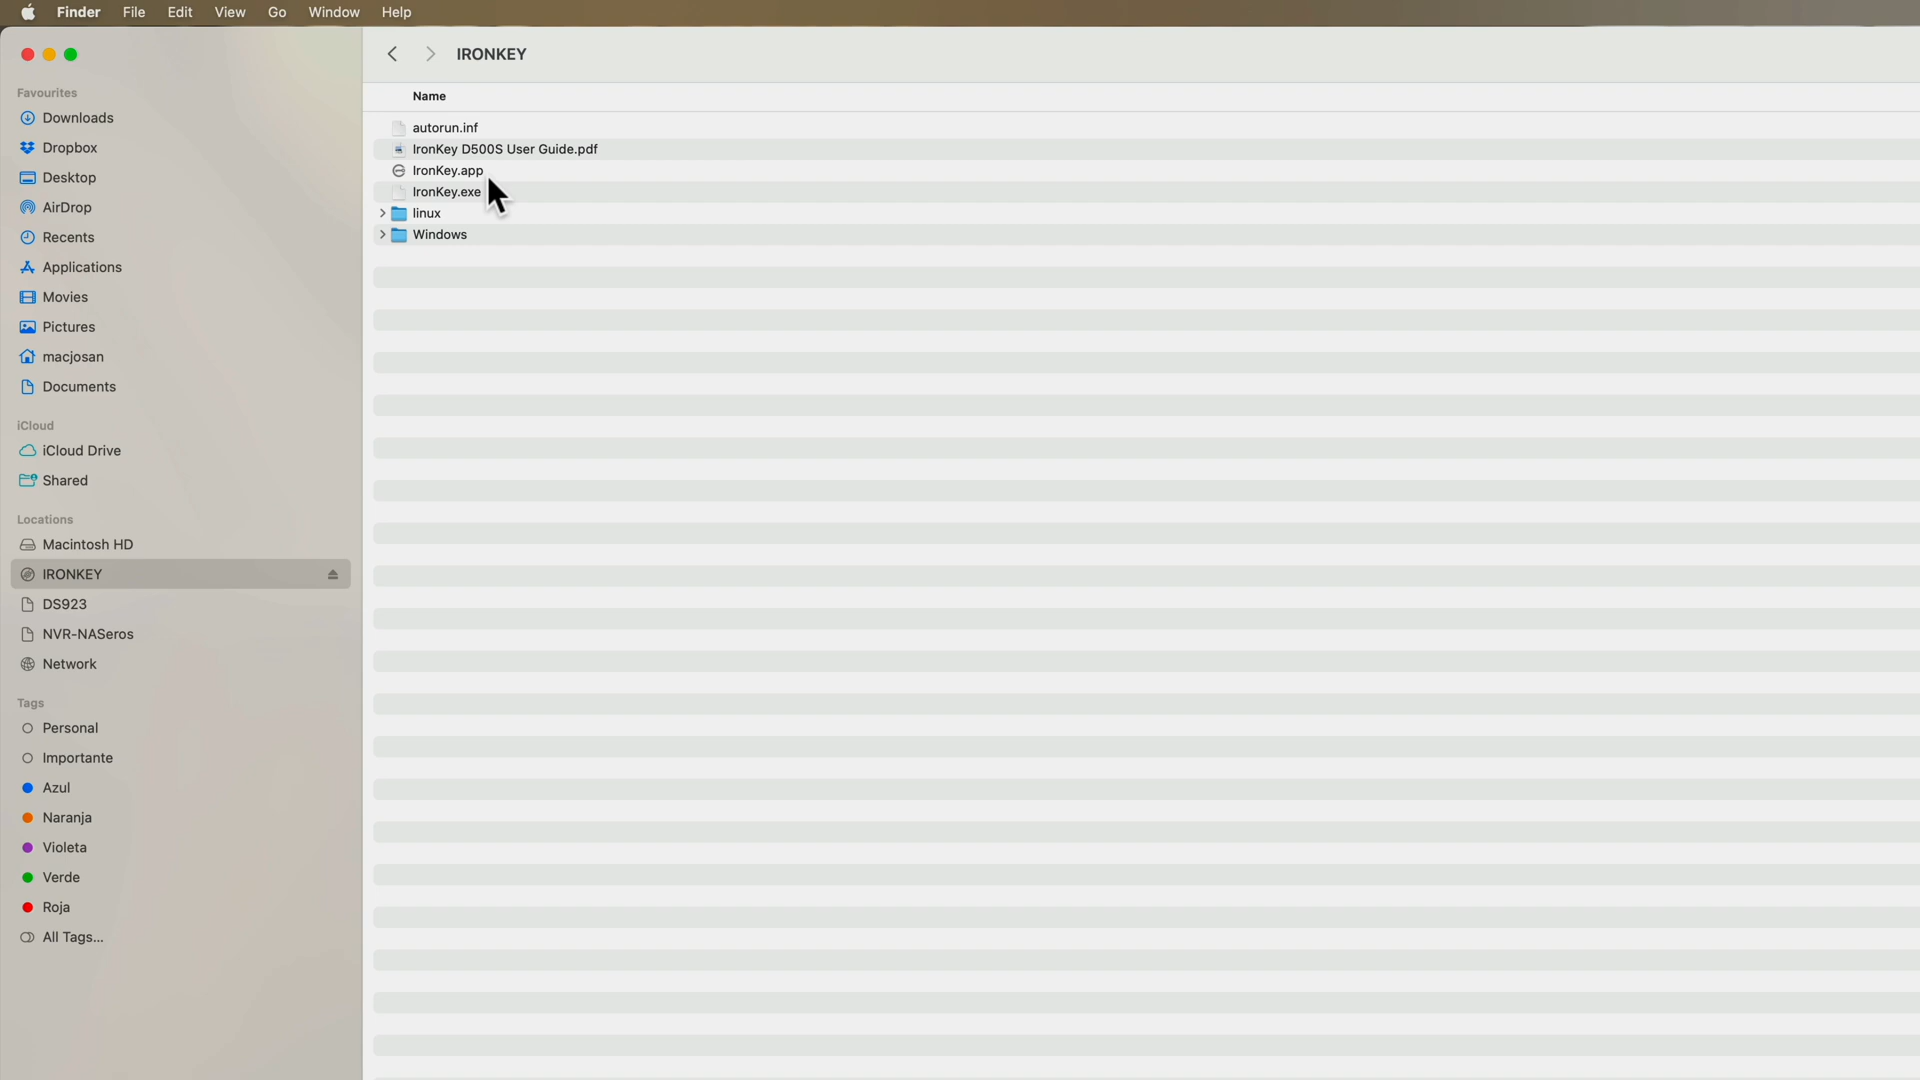 Finder File Edit View Go Window Help
IRONKEY
Favourites
Downloads
Dropbox
Desktop
AirDrop
Recents
Applications
Movies
Pictures
macjosan
Documents
iCloud
iCloud Drive
Shared
Locations
Macintosh HD
IRONKEY
DS923
NVR-NASeros
Network
Tags
Personal
Importante
Azul
Naranja
Violeta
Verde
Roja
All Tags...
Name
autorun.inf
IronKey D500S User Guide.pdf
IronKey.app
IronKey.exe
linux
Windows